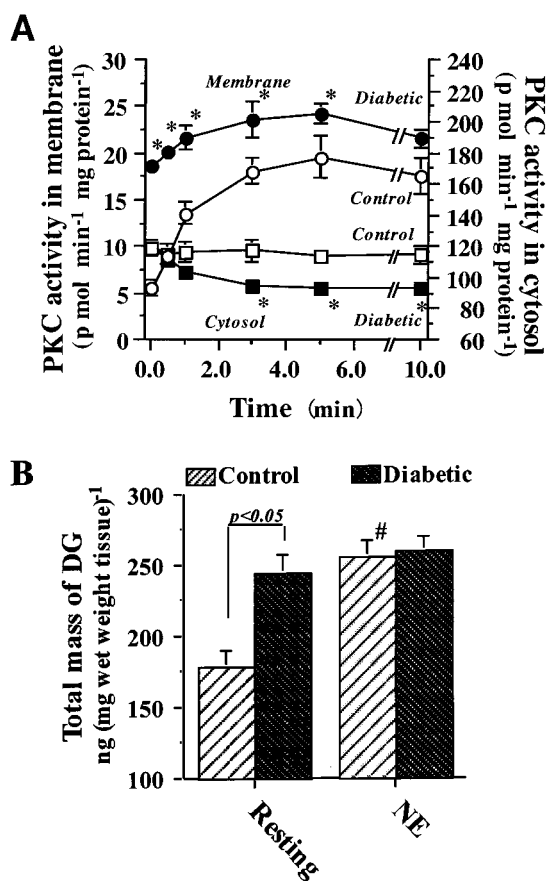 A
PKC activity in membrane
(p mol min-1 mg protein-1)
30
25
20
15
10
5
0
Membrane
Diabetic
Control
Control
Cytosol
Diabetic
* * * * * *
* * *
240
220
200
180
160
140
120
100
80
60
PKC activity in cytosol
(p mol min-1 mg protein-1)
0.0 2.0 4.0 6.0 10.0
Time (min)
B
Control Diabetic
Total mass of DG
ng (mg wet weight tissue)-1
300
250
200
150
100
p<0.05
#
Resting NE